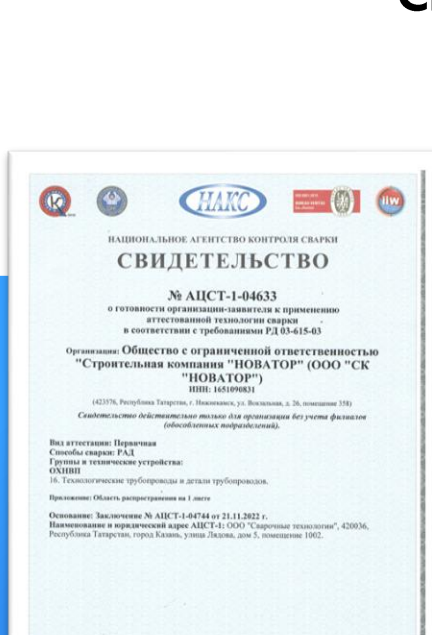 НАКС
iiw
НАЦИОНАЛЬНОЕ АГЕНТСТВО КОНТРОЛЯ СВАРКИ
СВИДЕТЕЛЬСТВО
№ АЦСТ-1-04633
о готовности организации-заявителя к применению
аттестованной технологии сварки
в соответствии с требованиями РД 03-615-03
Организация: Общество с ограниченной ответственностью
"Строительная компания "НОВАТОР" (ООО "СК
"НОВАТОР")
ИНН: 1651090831
(423576, Республика Татарстан, г. Нижнекамск, ул. Вокзальная, д. 26, помещение 358)
Свидетельство действительно только для организации без учета филиалов
(обособленных подразделений).
Вид аттестации: Первичная
Способы сварки: РАД
Группы и технические устройства:
ОХНВП
16. Технологические трубопроводы и детали трубопроводов.
Приложение: Область распространения на 1 листе
Основание: Заключение № АЦСТ-1-04744 от 21.11.2022 г.
Наименование и юридический адрес АЦСТ-1: ООО "Сварочные технологии", 420036,
Республика Татарстан, город Казань, улица Лядова, дом 5, помещение 1002.